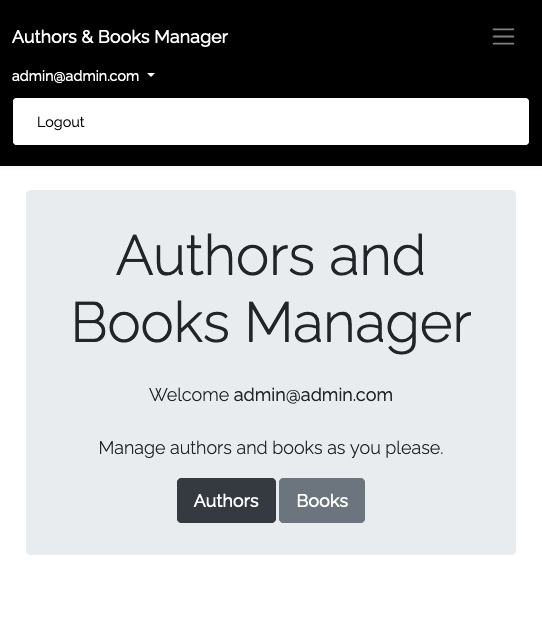 Authors & Books Manager
admin@admin.com
Logout
Authors and
Books Manager
Welcome admin@admin.com
Manage authors and books as you please.
Authors Books